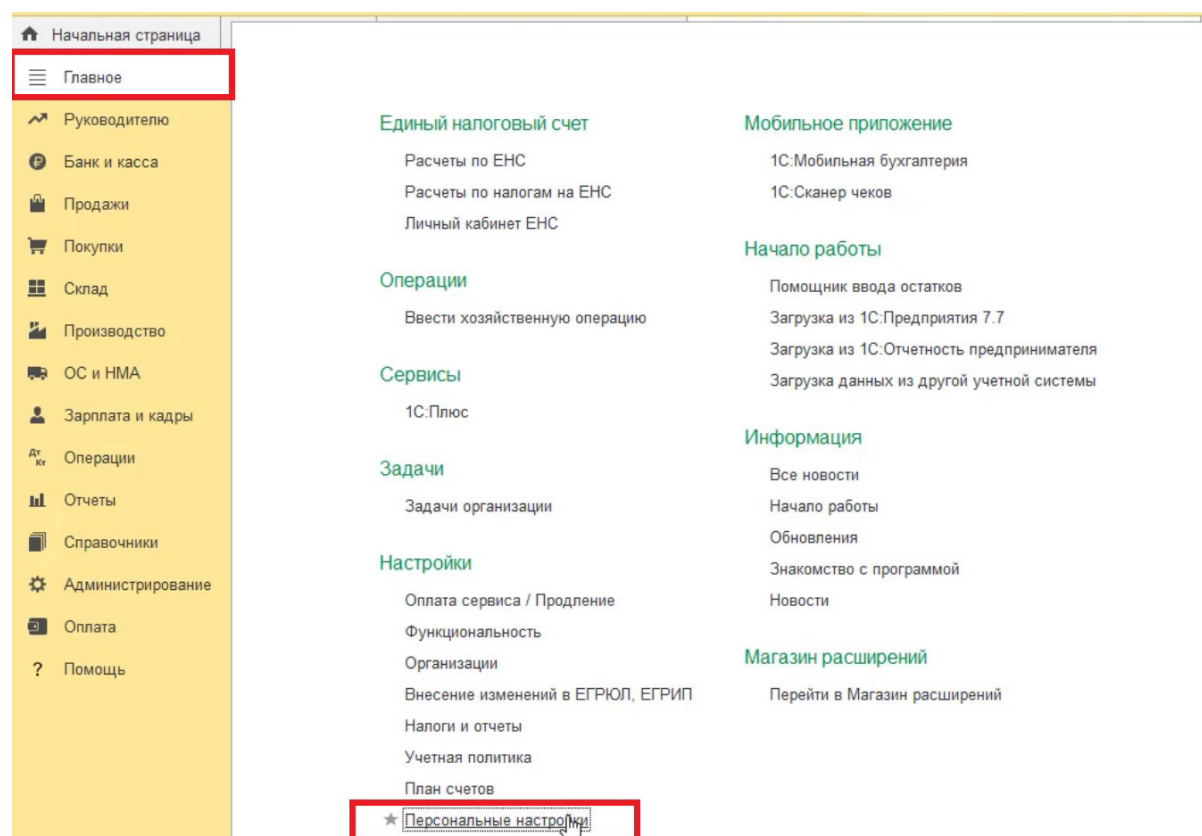 Начальная страница
Главное
Руководителю
Банк и касса
Продажи
Покупки
Склад
Производство
ОС и НМА
Зарплата и кадры
Дт Кт Операции
Отчеты
Справочники
Администрирование
Оплата
? Помощь
Единый налоговый счет
Расчеты по ЕНС
Расчеты по налогам на ЕНС
Личный кабинет ЕНС
Операции
Ввести хозяйственную операцию
Сервисы
1С:Плюс
Задачи
Задачи организации
Настройки
Оплата сервиса / Продление
Функциональность
Организации
Внесение изменений в ЕГРЮЛ, ЕГРИП
Налоги и отчеты
Учетная политика
План счетов
Персональные настройки
Мобильное приложение
1С:Мобильная бухгалтерия
1С:Сканер чеков
Начало работы
Помощник ввода остатков
Загрузка из 1С:Предприятия 7.7
Загрузка из 1С:Отчетность предпринимателя
Загрузка данных из другой учетной системы
Информация
Все новости
Начало работы
Обновления
Знакомство с программой
Новости
Магазин расширений
Перейти в Магазин расширений